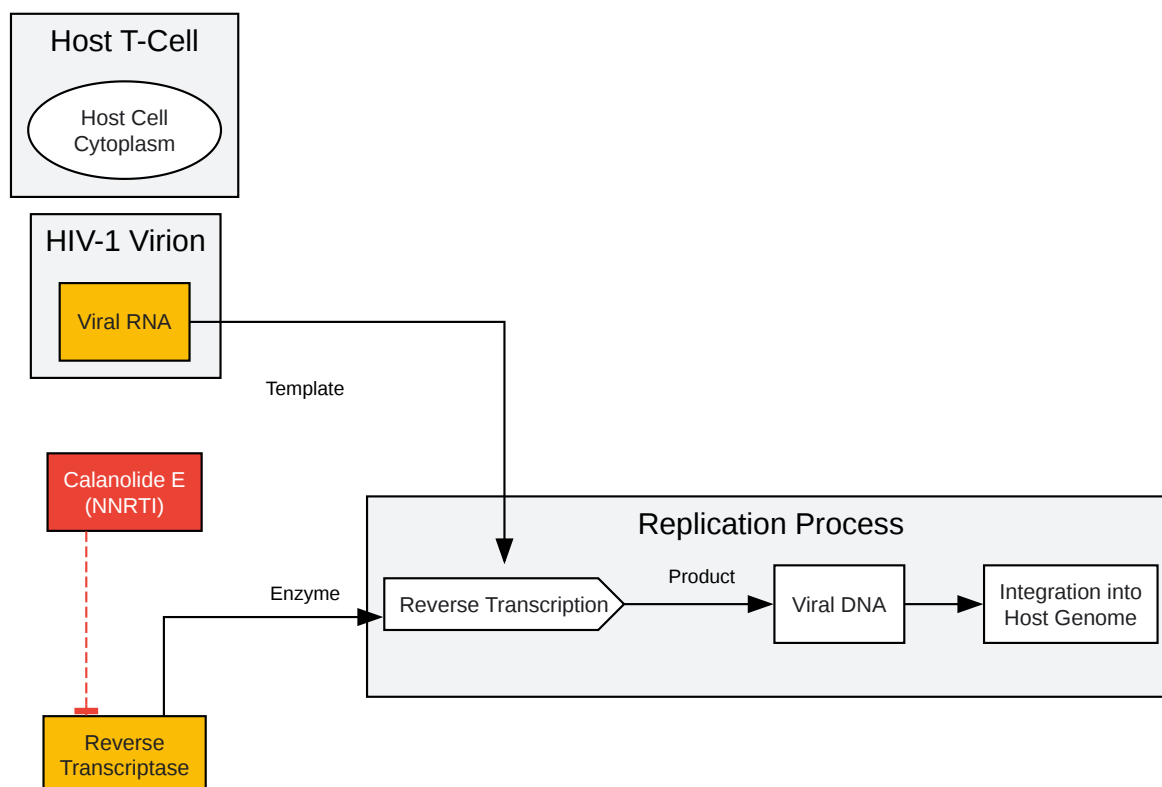 Host T-Cell
Host Cell
Cytoplasm
HIV-1 Virion
Viral RNA
Template
Calanolide E
(NNRTI)
Replication Process
Enzyme
Reverse Transcription
Product
Viral DNA
Integration into
Host Genome
Reverse
Transcriptase